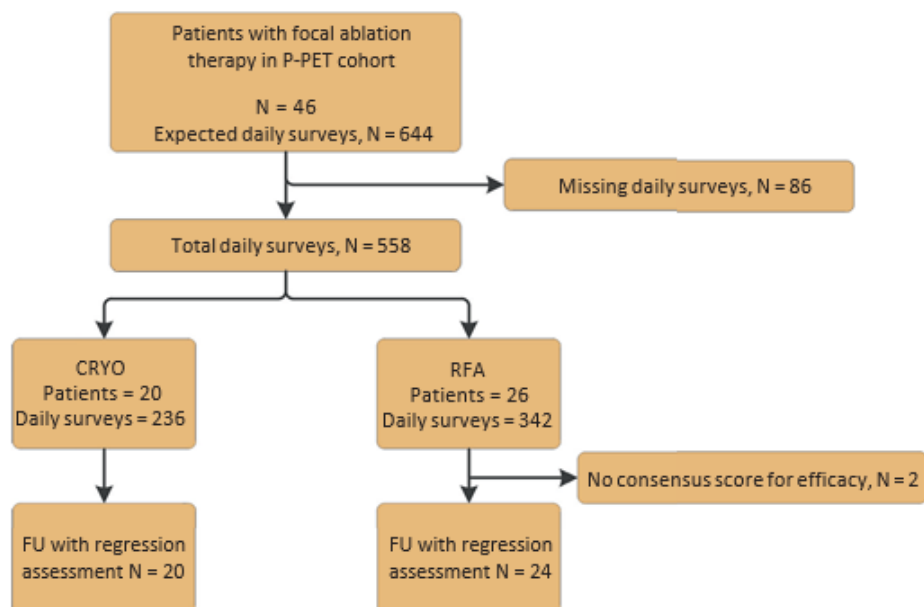 Patients with focal ablation
therapy in P-PET cohort
N = 46
Expected daily surveys, N = 644
Missing daily surveys, N = 86
Total daily surveys, N = 558
CRYO
Patients = 20
Daily surveys = 236
RFA
Patients = 26
Daily surveys = 342
No consensus score for efficacy, N = 2
FU with regression
assessment N = 20
FU with regression
assessment N = 24